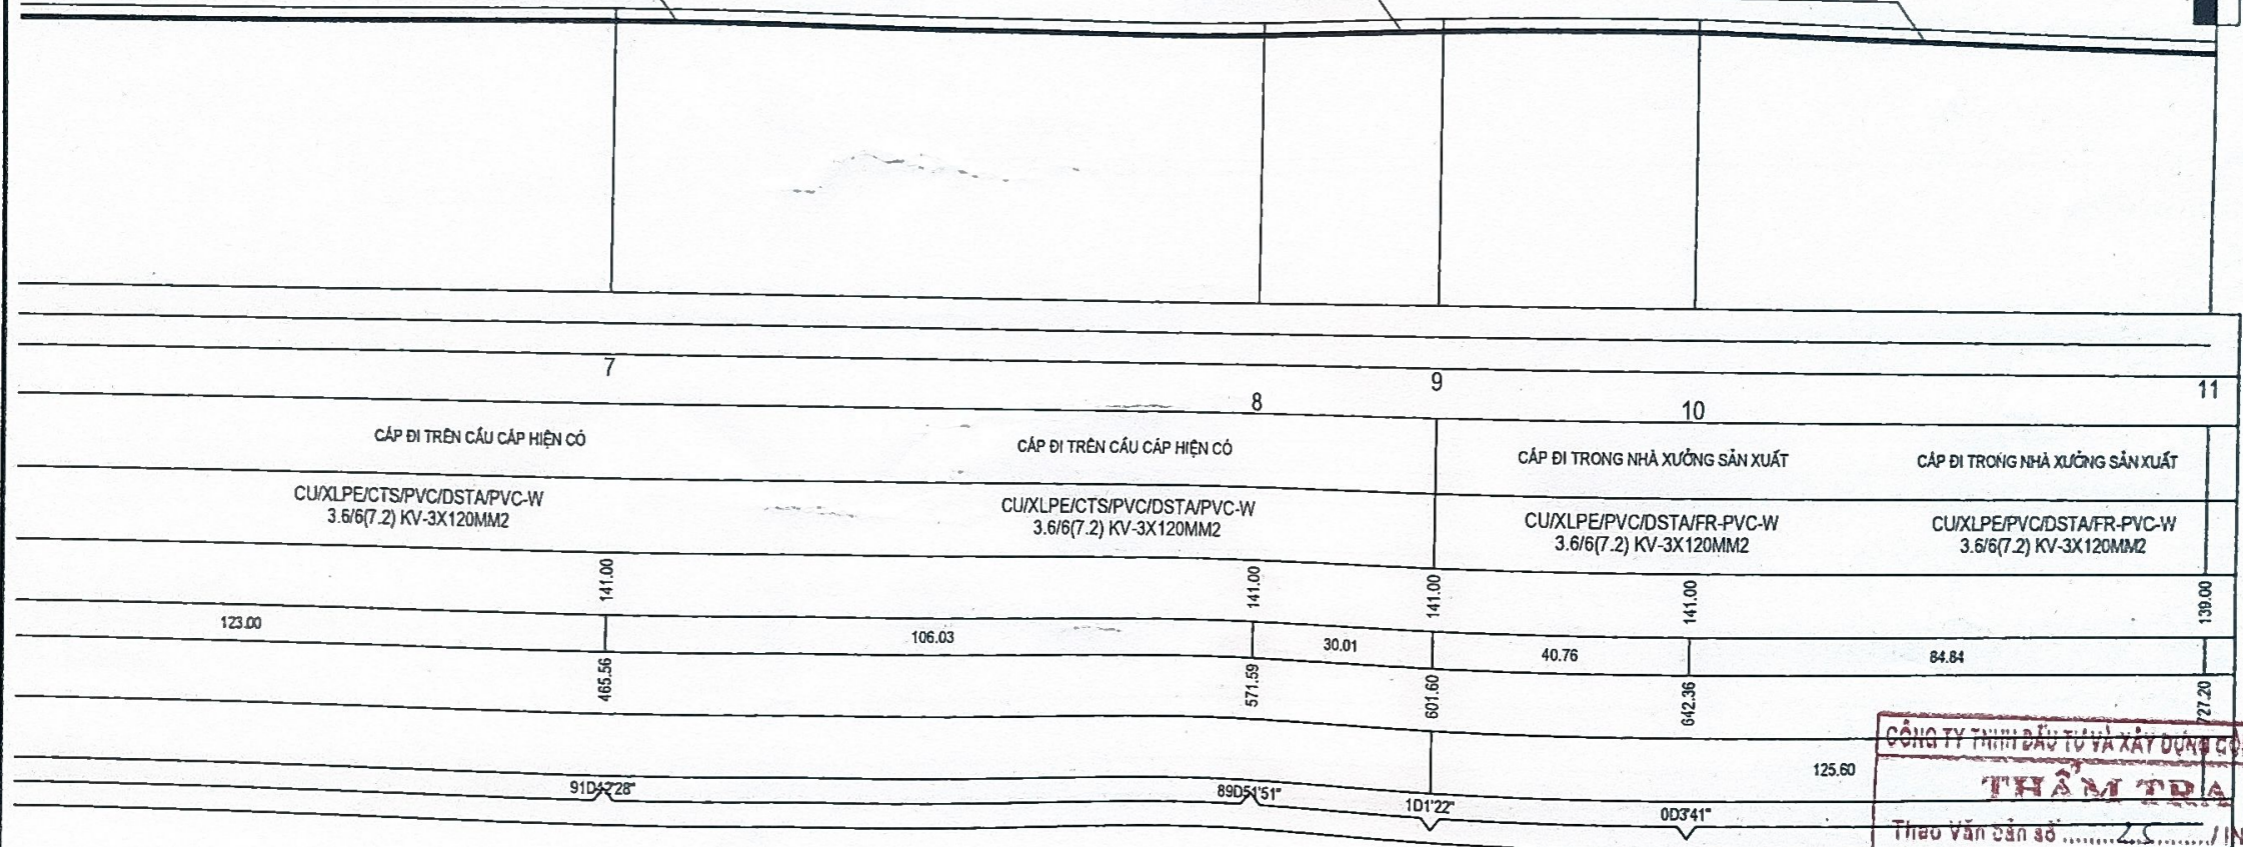 7
8
9
10
11
CÁP ĐI TRÊN CẦU CÁP HIỆN CÓ
CÁP ĐI TRÊN CẦU CÁP HIỆN CÓ
CÁP ĐI TRONG NHÀ XƯỞNG SẢN XUẤT
CÁP ĐI TRONG NHÀ XƯỞNG SẢN XUẤT
CU/XLPE/CTS/PVC/DSTA/PVC-W
3.6/6(7.2) KV-3X120MM2
CU/XLPE/CTS/PVC/DSTA/PVC-W
3.6/6(7.2) KV-3X120MM2
CU/XLPE/PVC/DSTA/FR-PVC-W
3.6/6(7.2) KV-3X120MM2
CU/XLPE/PVC/DSTA/FR-PVC-W
3.6/6(7.2) KV-3X120MM2
141.00
141.00
141.00
141.00
139.00
123.00
106.03
30.01
40.76
84.84
465.56
571.59
601.60
642.36
727.20
125.60
91D42'28"
89D51'51"
1D1'22"
0D3'41"
CÔNG TY TNHH ĐẦU TƯ VÀ XÂY DỰNG
THẨM TRA
Theo Văn bản số ........25......../